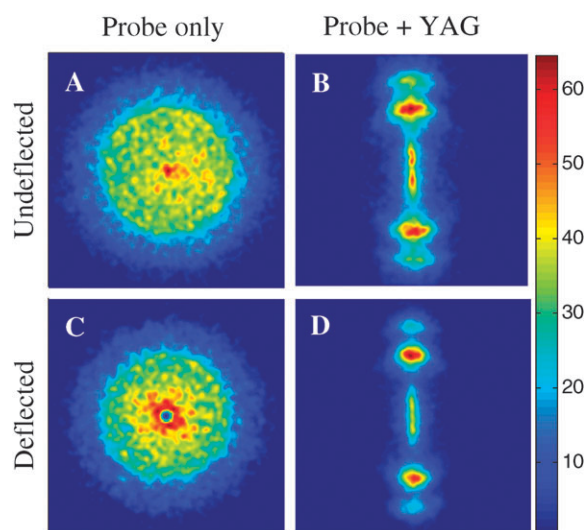 Probe only
Probe + YAG
Undeflected
A
B
Deflected
C
D
60
50
40
30
20
10